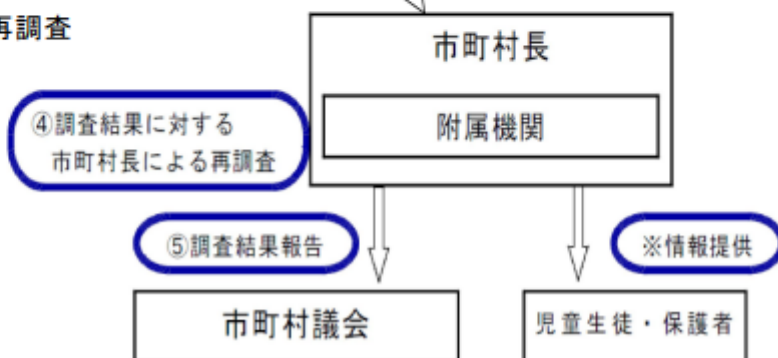 再調査
市町村長
④調査結果に対する
市町村長による再調査
附属機関
⑤調査結果報告
※情報提供
市町村議会
児童生徒・保護者